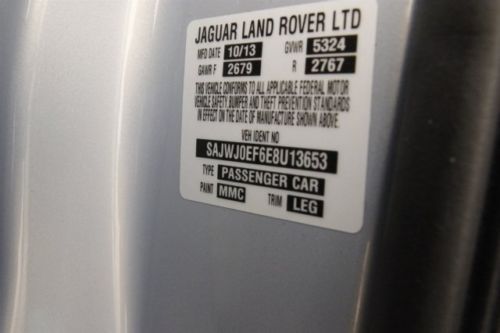 JAGUAR LAND ROVER LTD
MFD DATE 10/13 GVWR 5324
GAWR F 2679 R 2767
THIS VEHICLE CONFORMS TO ALL APPLICABLE FEDERAL MOTOR
VEHICLE SAFETY BUMPER AND THEFT PREVENTION STANDARDS
IN EFFECT ON THE DATE OF MANUFACTURE SHOWN ABOVE.
VEH IDENT NO
SAJWJ0EF6E8U13653
TYPE PASSENGER CAR
PAINT MMC TRIM LEG